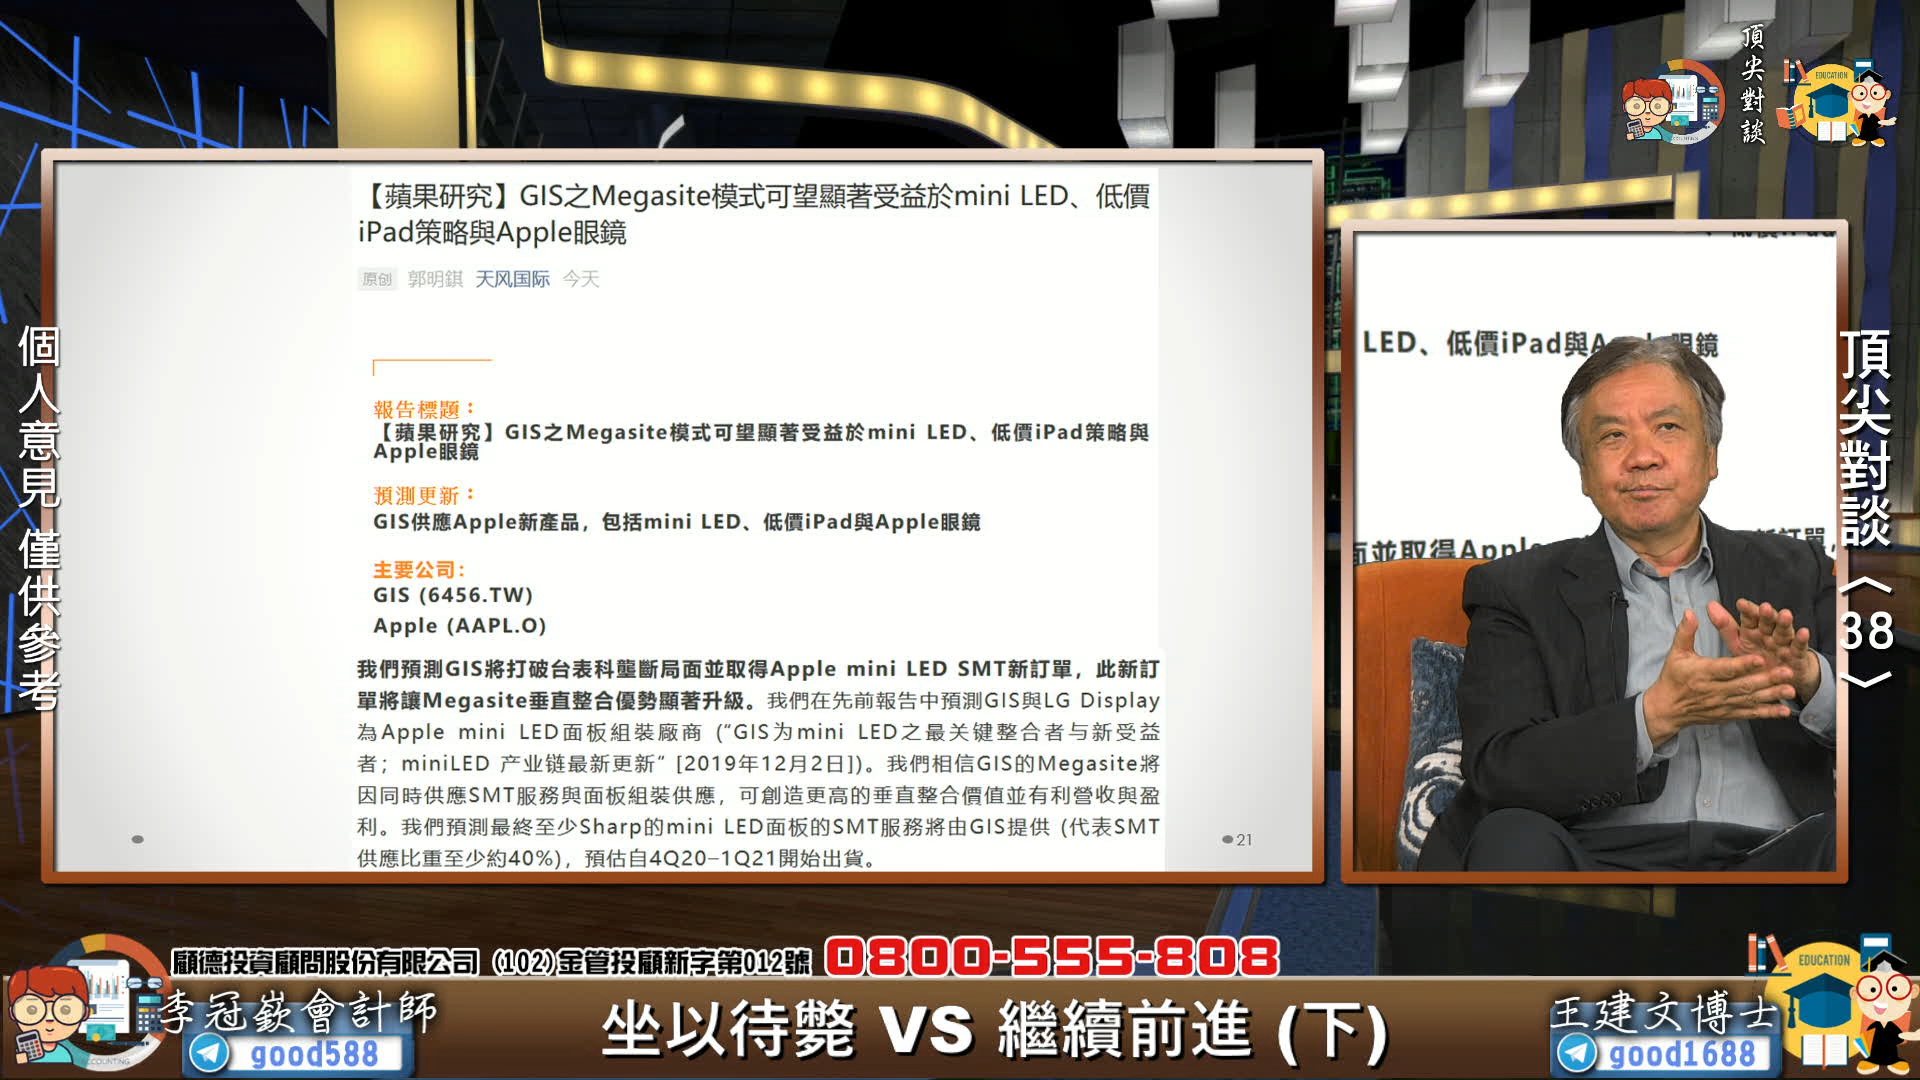 頂尖對談
EDUCATION
【蘋果研究】GIS之Megasite模式可望顯著受益於mini LED、低價
iPad策略與Apple眼鏡
原创 郭明錤 天风国际 今天
報告標題：
【蘋果研究】GIS之Megasite模式可望顯著受益於mini LED、低價iPad策略與
Apple眼鏡
預測更新：
GIS供應Apple新產品，包括mini LED、低價iPad與Apple眼鏡
主要公司：
GIS (6456.TW)
Apple (AAPL.O)
我們預測GIS將打破台表科壟斷局面並取得Apple mini LED SMT新訂單，此新訂
單將讓Megasite垂直整合優勢顯著升級。我們在先前報告中預測GIS與LG Display
為Apple mini LED面板組裝廠商 (“GIS为mini LED之最关键整合者与新受益
者；miniLED 产业链最新更新” [2019年12月2日])。我們相信GIS的Megasite將
因同時供應SMT服務與面板組裝供應，可創造更高的垂直整合價值並有利營收與盈
利。我們預測最終至少Sharp的mini LED面板的SMT服務將由GIS提供 (代表SMT
供應比重至少約40%)，預估自4Q20–1Q21開始出貨。
21
LED、低價iPad與Apple眼鏡
面並取得Apple
新訂單，
個人意見 僅供參考
頂尖對談〈38〉
顧德投資顧問股份有限公司 (102)金管投顧新字第012號 0800-555-808
李冠嶔會計師
good588
ACCOUNTING
坐以待斃 VS 繼續前進 (下)
王建文博士
good1688
EDUCATION